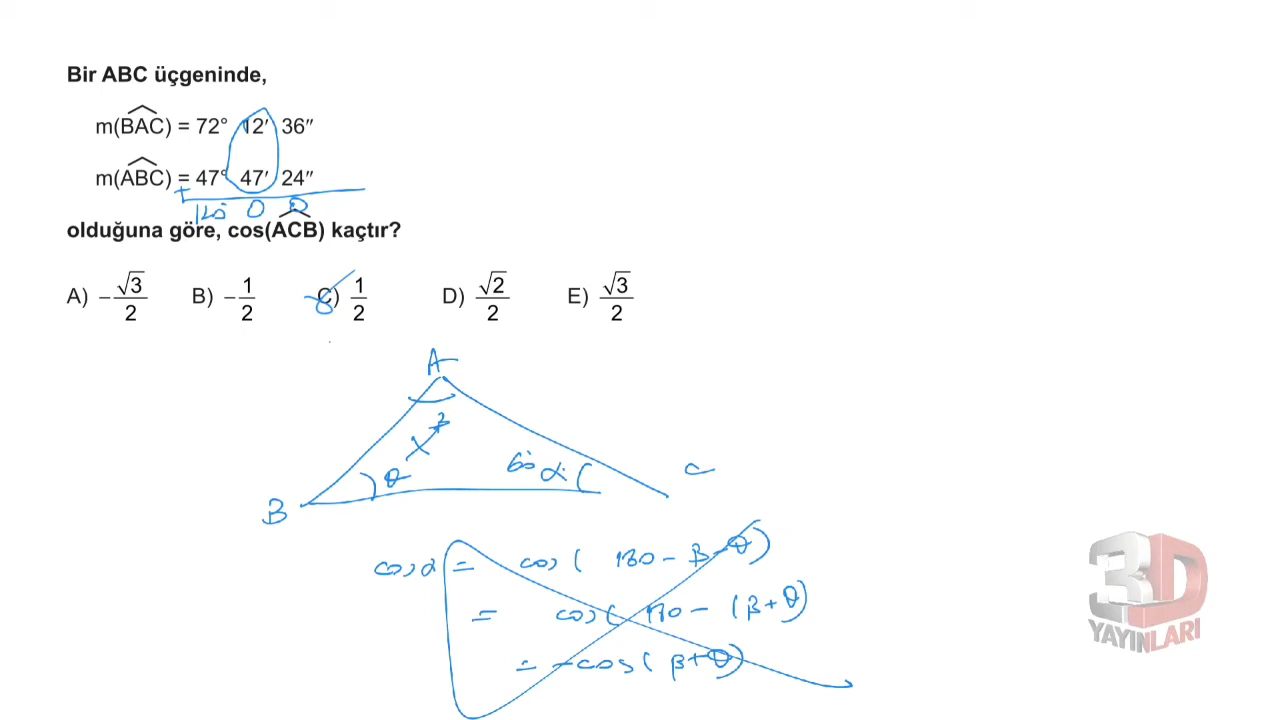 Bir ABC üçgeninde,
m(BAC) = 72° 12′ 36″
m(ABC) = 47° 47′ 24″
+
120 0 0
olduğuna göre, cos(ACB) kaçtır?
A) −√3/2 B) −1/2 C) 1/2 D) √2/2 E) √3/2
A
B
θ
60° α
C
cosα = cos( 180 − β − θ)
= cos( 180 − (β+θ)
= −cos( β+θ)
3D
YAYINLARI